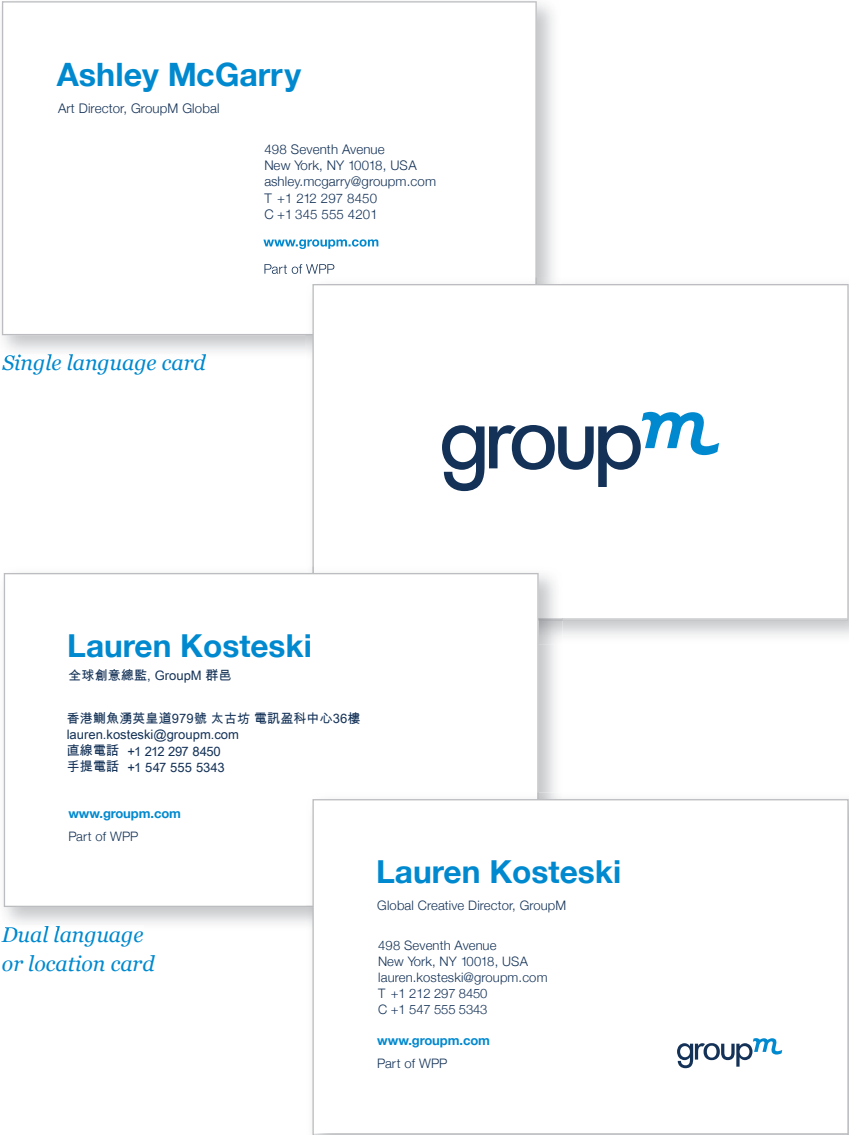 Ashley McGarry
Art Director, GroupM Global
498 Seventh Avenue
New York, NY 10018, USA
ashley.mcgarry@groupm.com
T +1 212 297 8450
C +1 345 555 4201
www.groupm.com
Part of WPP
Single language card
groupm
Lauren Kosteski
全球創意總監, GroupM 群邑
香港鰂魚湧英皇道979號 太古坊 電訊盈科中心36樓
lauren.kosteski@groupm.com
直線電話 +1 212 297 8450
手提電話 +1 547 555 5343
www.groupm.com
Part of WPP
Dual language
or location card
Lauren Kosteski
Global Creative Director, GroupM
498 Seventh Avenue
New York, NY 10018, USA
lauren.kosteski@groupm.com
T +1 212 297 8450
C +1 547 555 5343
www.groupm.com
Part of WPP
groupm